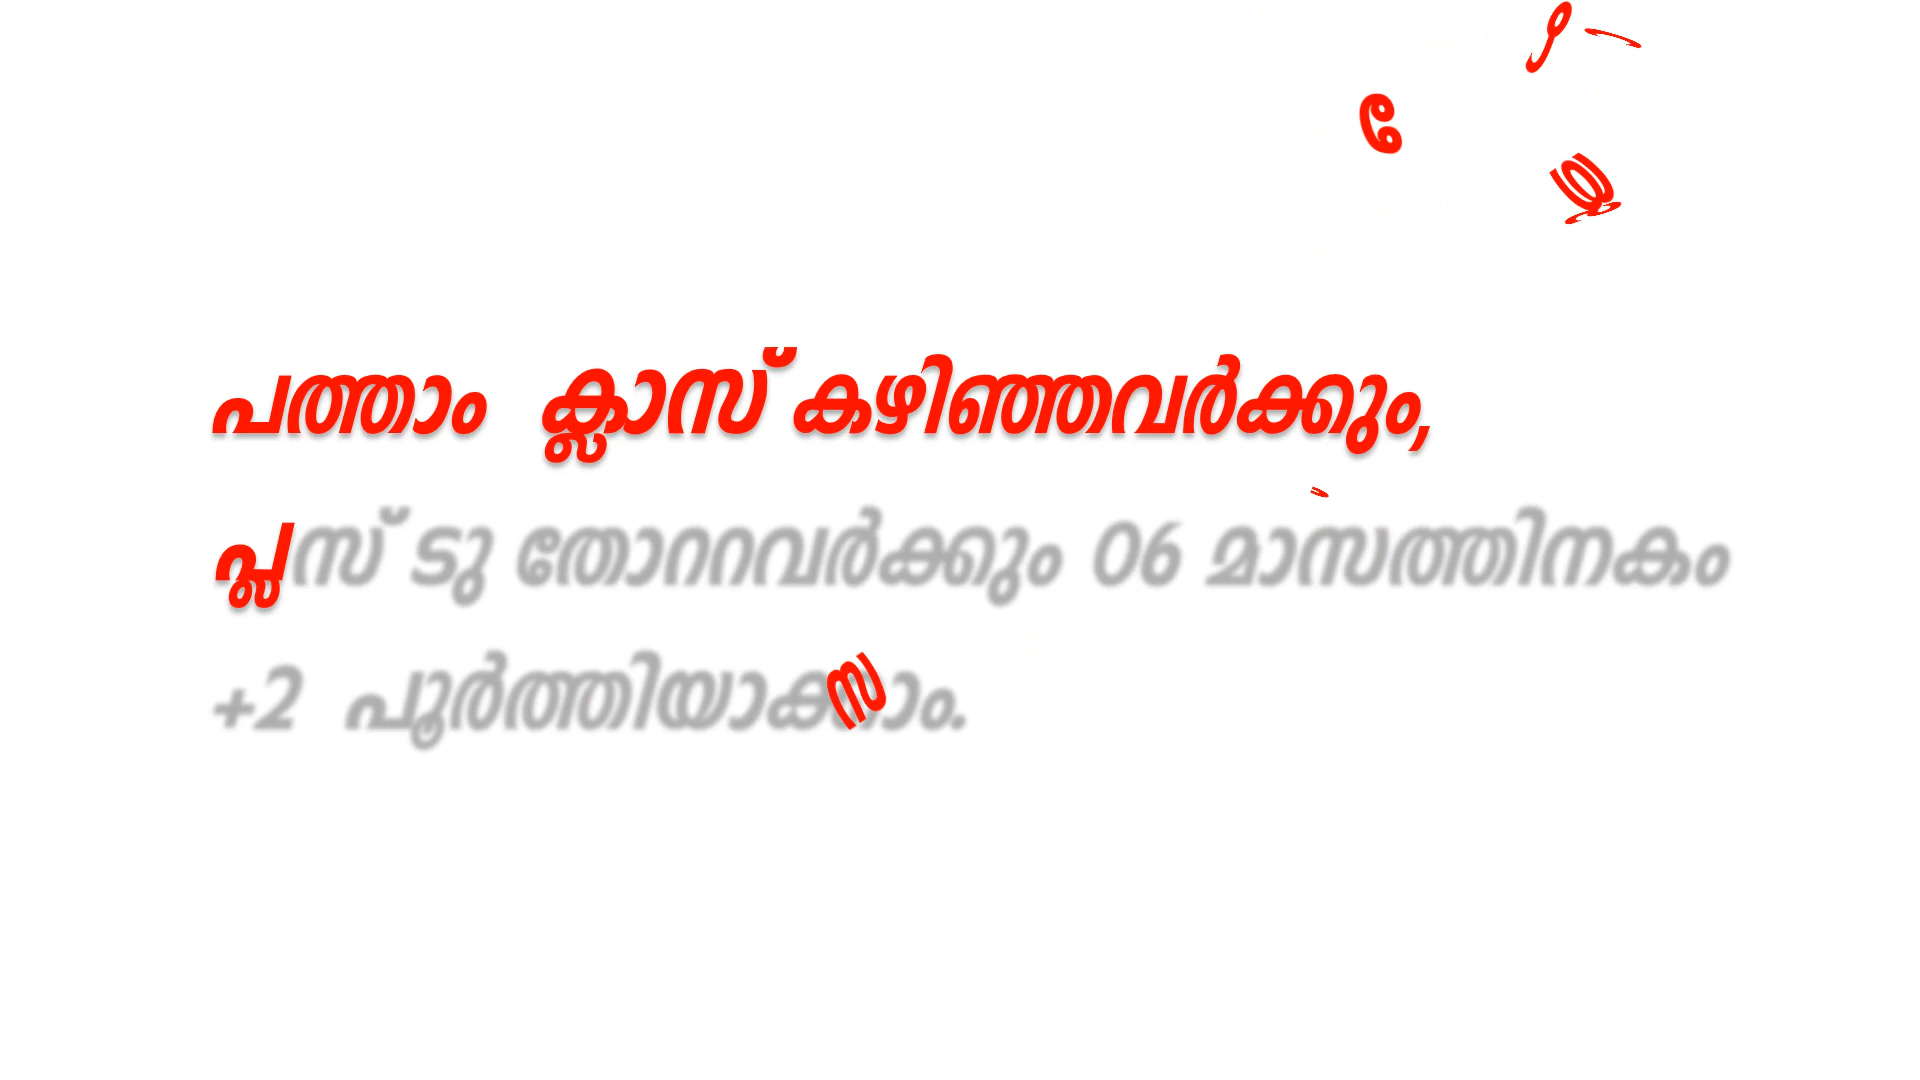 പത്താം ക്ലാസ് കഴിഞ്ഞവർക്കും,
പ്ലസ് ടു തോററവർക്കും 06 മാസത്തിനകം
+2 പൂർത്തിയാക്കാം.